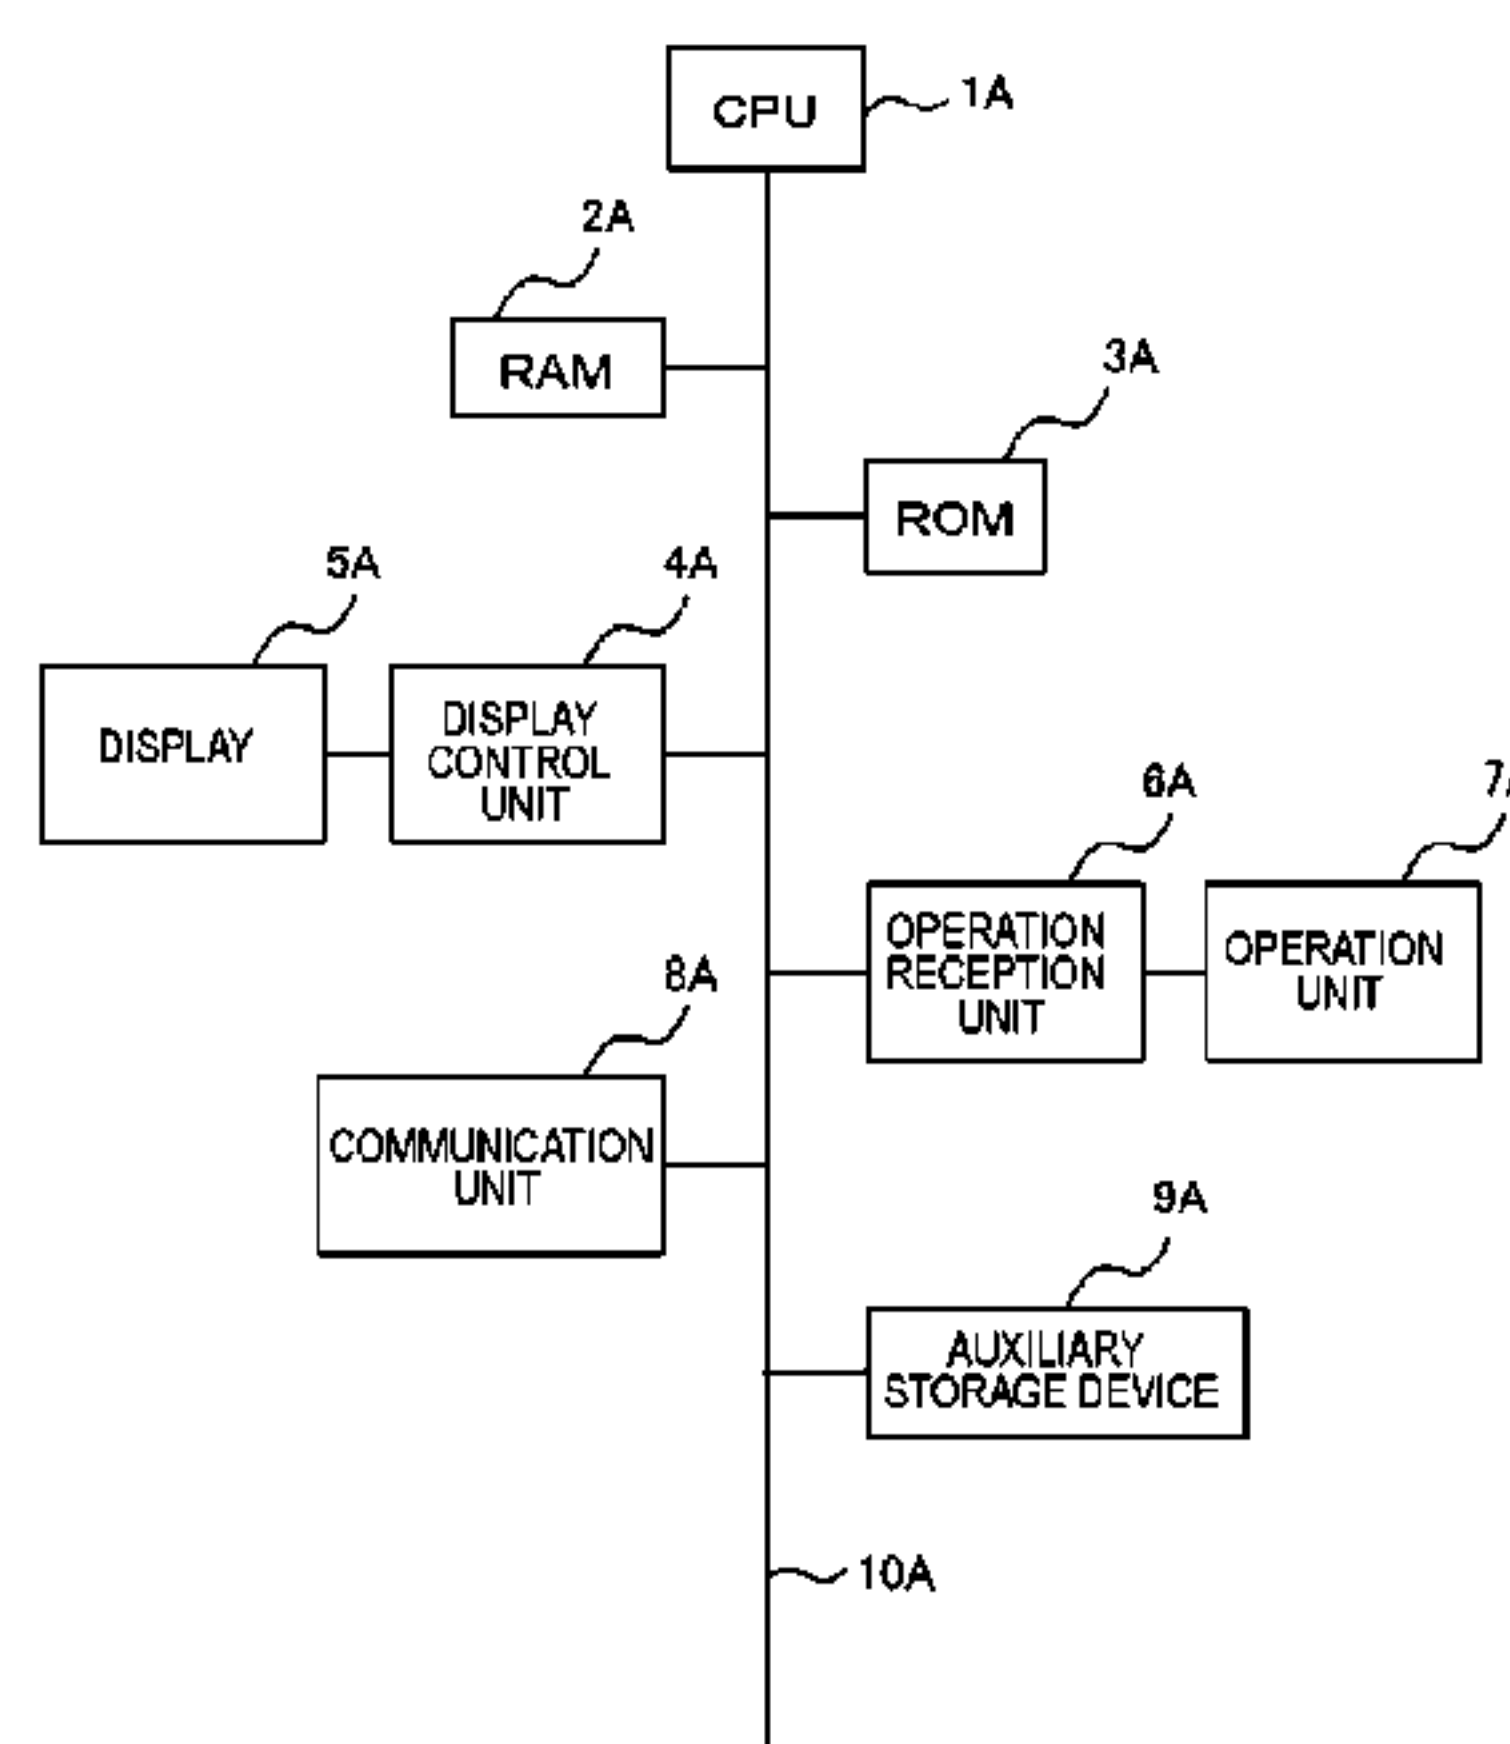 CPU
1A
2A
RAM
3A
ROM
5A
4A
DISPLAY
DISPLAY
CONTROL
UNIT
6A
7A
OPERATION
RECEPTION
UNIT
OPERATION
UNIT
8A
COMMUNICATION
UNIT
9A
AUXILIARY
STORAGE DEVICE
10A